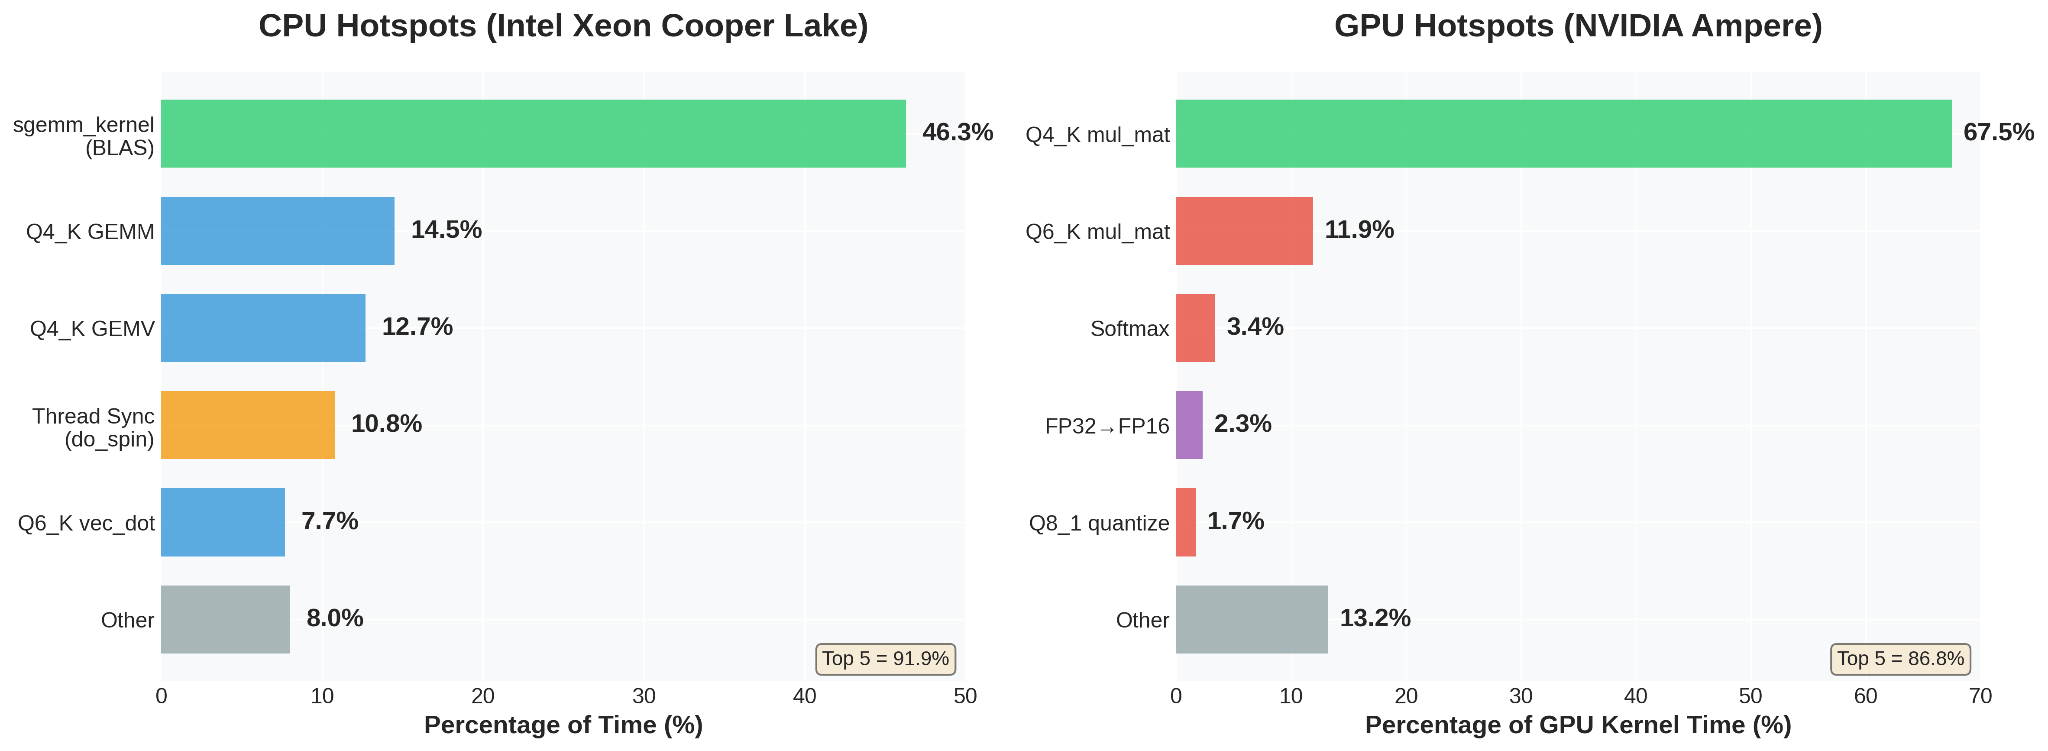 CPU Hotspots (Intel Xeon Cooper Lake)
sgemm_kernel
(BLAS)
46.3%
Q4_K GEMM
14.5%
Q4_K GEMV
12.7%
Thread Sync
(do_spin)
10.8%
Q6_K vec_dot
7.7%
Other
8.0%
Top 5 = 91.9%
0 10 20 30 40 50
Percentage of Time (%)
GPU Hotspots (NVIDIA Ampere)
Q4_K mul_mat
67.5%
Q6_K mul_mat
11.9%
Softmax
3.4%
FP32→FP16
2.3%
Q8_1 quantize
1.7%
Other
13.2%
Top 5 = 86.8%
0 10 20 30 40 50 60 70
Percentage of GPU Kernel Time (%)